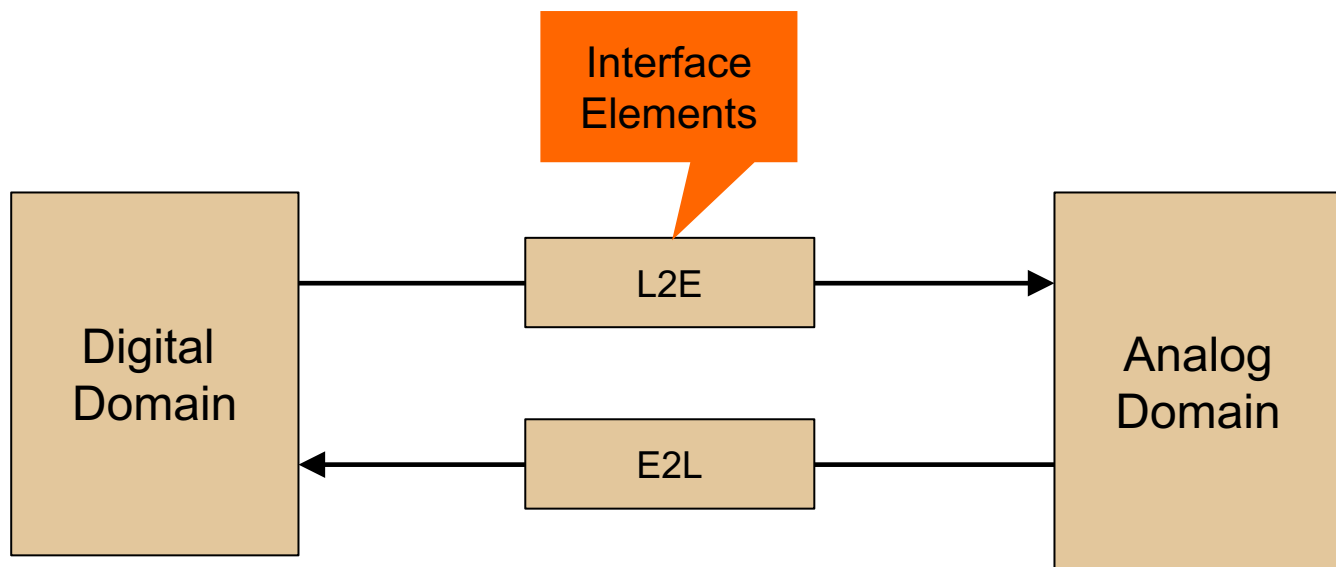 Interface
Elements
L2E
Digital
Domain
Analog
Domain
E2L